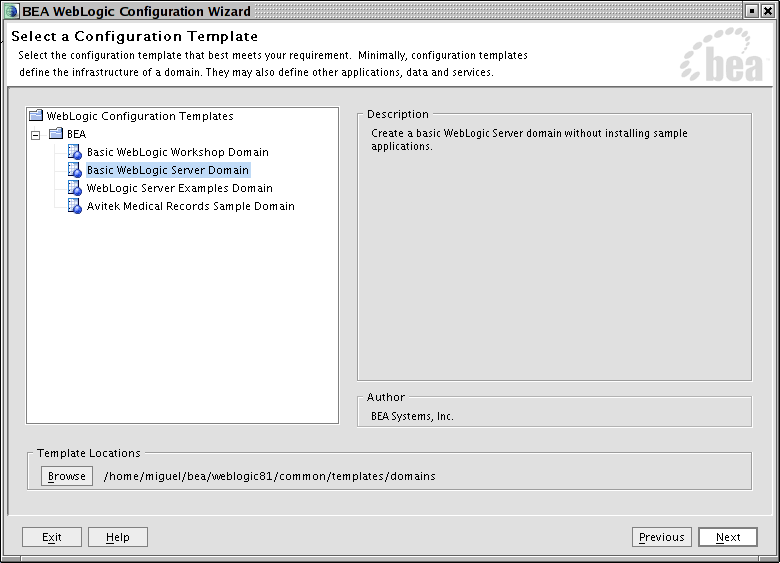 BEA WebLogic Configuration Wizard
Select a Configuration Template
Select the configuration template that best meets your requirement. Minimally, configuration templates
define the infrastructure of a domain. They may also define other applications, data and services.
bea
WebLogic Configuration Templates
BEA
Basic WebLogic Workshop Domain
Basic WebLogic Server Domain
WebLogic Server Examples Domain
Avitek Medical Records Sample Domain
Description
Create a basic WebLogic Server domain without installing sample
applications.
Author
BEA Systems, Inc.
Template Locations
Browse /home/miguel/bea/weblogic81/common/templates/domains
Exit Help Previous Next